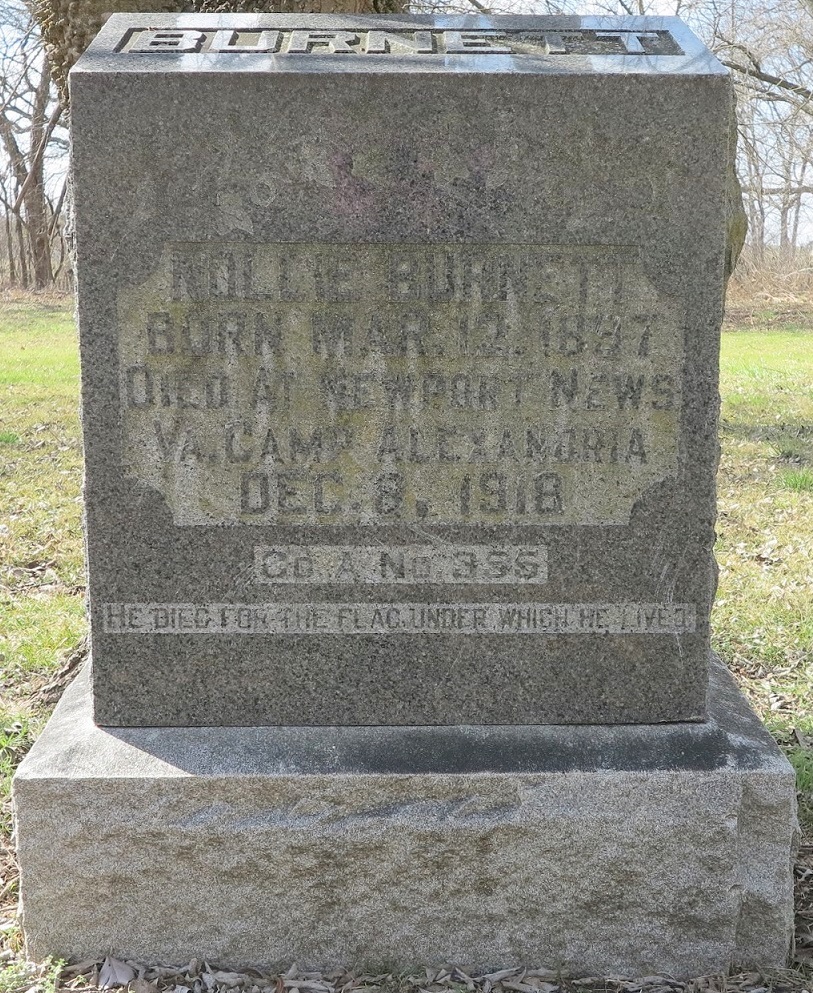 BURNETT
NOLLIE BURNETT
BORN MAR. 12, 1897
DIED AT NEWPORT NEWS
VA. CAMP ALEXANDRIA
DEC. 8, 1918
CO. A. NO. 355
HE DIED FOR THE FLAG UNDER WHICH HE LIVED